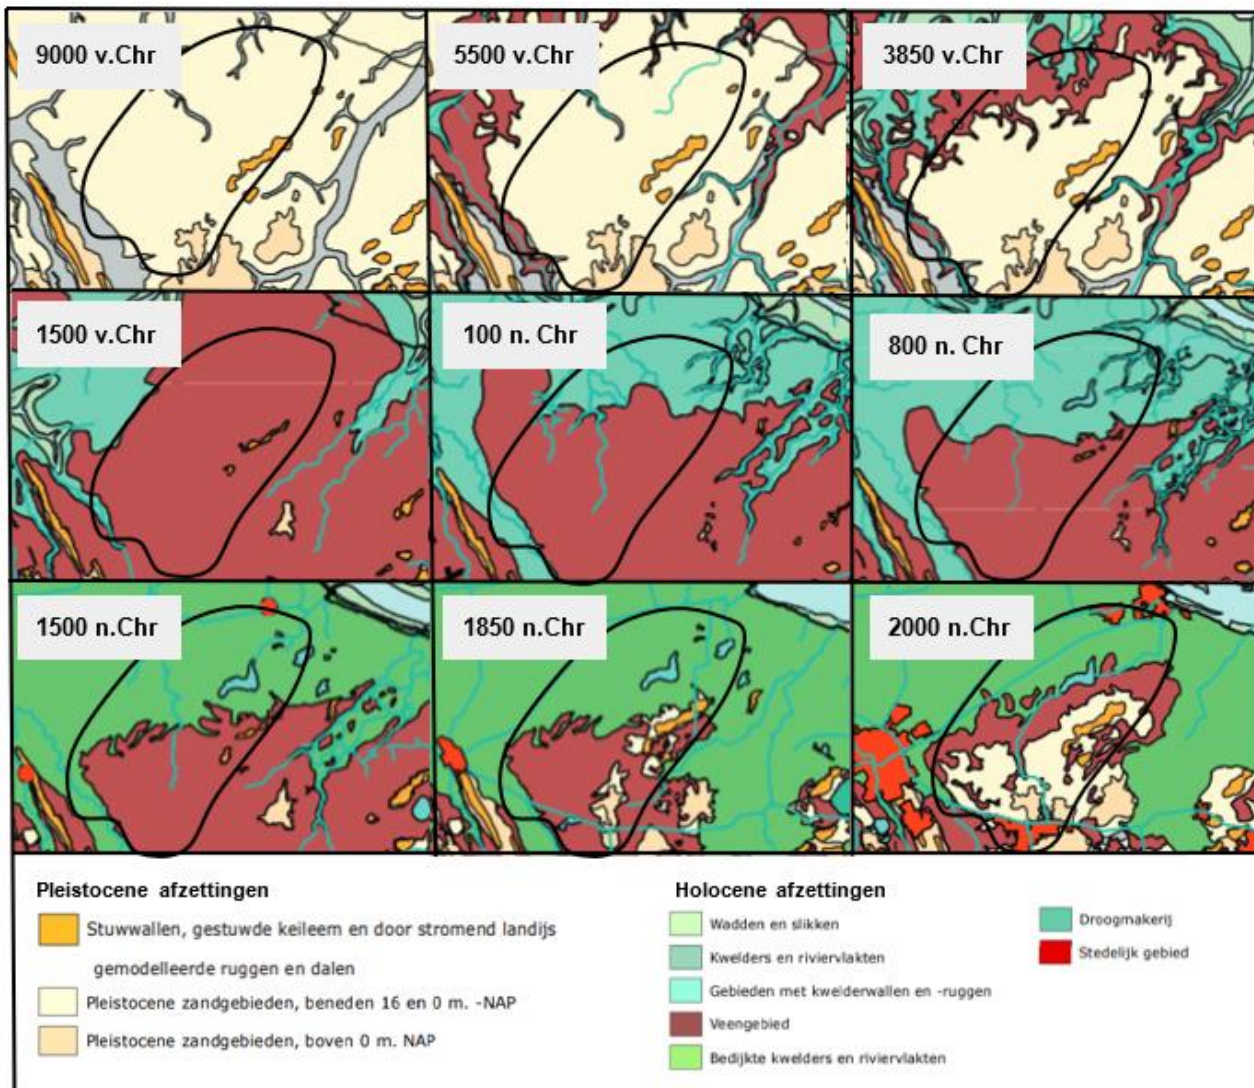 9000 v.Chr
5500 v.Chr
3850 v.Chr
1500 v.Chr
100 n. Chr
800 n. Chr
1500 n.Chr
1850 n.Chr
2000 n.Chr
Pleistocene afzettingen
Stuwwallen, gestuwde keileem en door stromend landijs
gemodelleerde ruggen en dalen
Pleistocene zandgebieden, beneden 16 en 0 m. -NAP
Pleistocene zandgebieden, boven 0 m. NAP
Holocene afzettingen
Wadden en slikken
Kwelders en riviervlakten
Gebieden met kwelderwallen en -ruggen
Veengebied
Bedijkte kwelders en riviervlakten
Droogmakerij
Stedelijk gebied